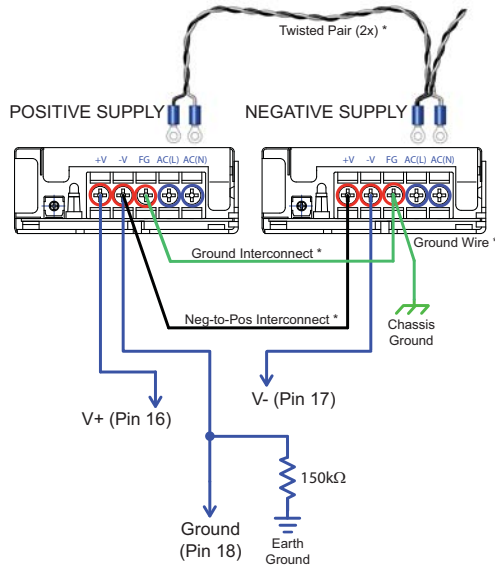 Twisted Pair (2x) *
POSITIVE SUPPLY
NEGATIVE SUPPLY
+V -V FG AC(L) AC(N)
+V -V FG AC(L) AC(N)
Ground Interconnect *
Ground Wire *
Neg-to-Pos Interconnect *
Chassis
Ground
V+ (Pin 16)
V- (Pin 17)
150kΩ
Ground
(Pin 18)
Earth
Ground